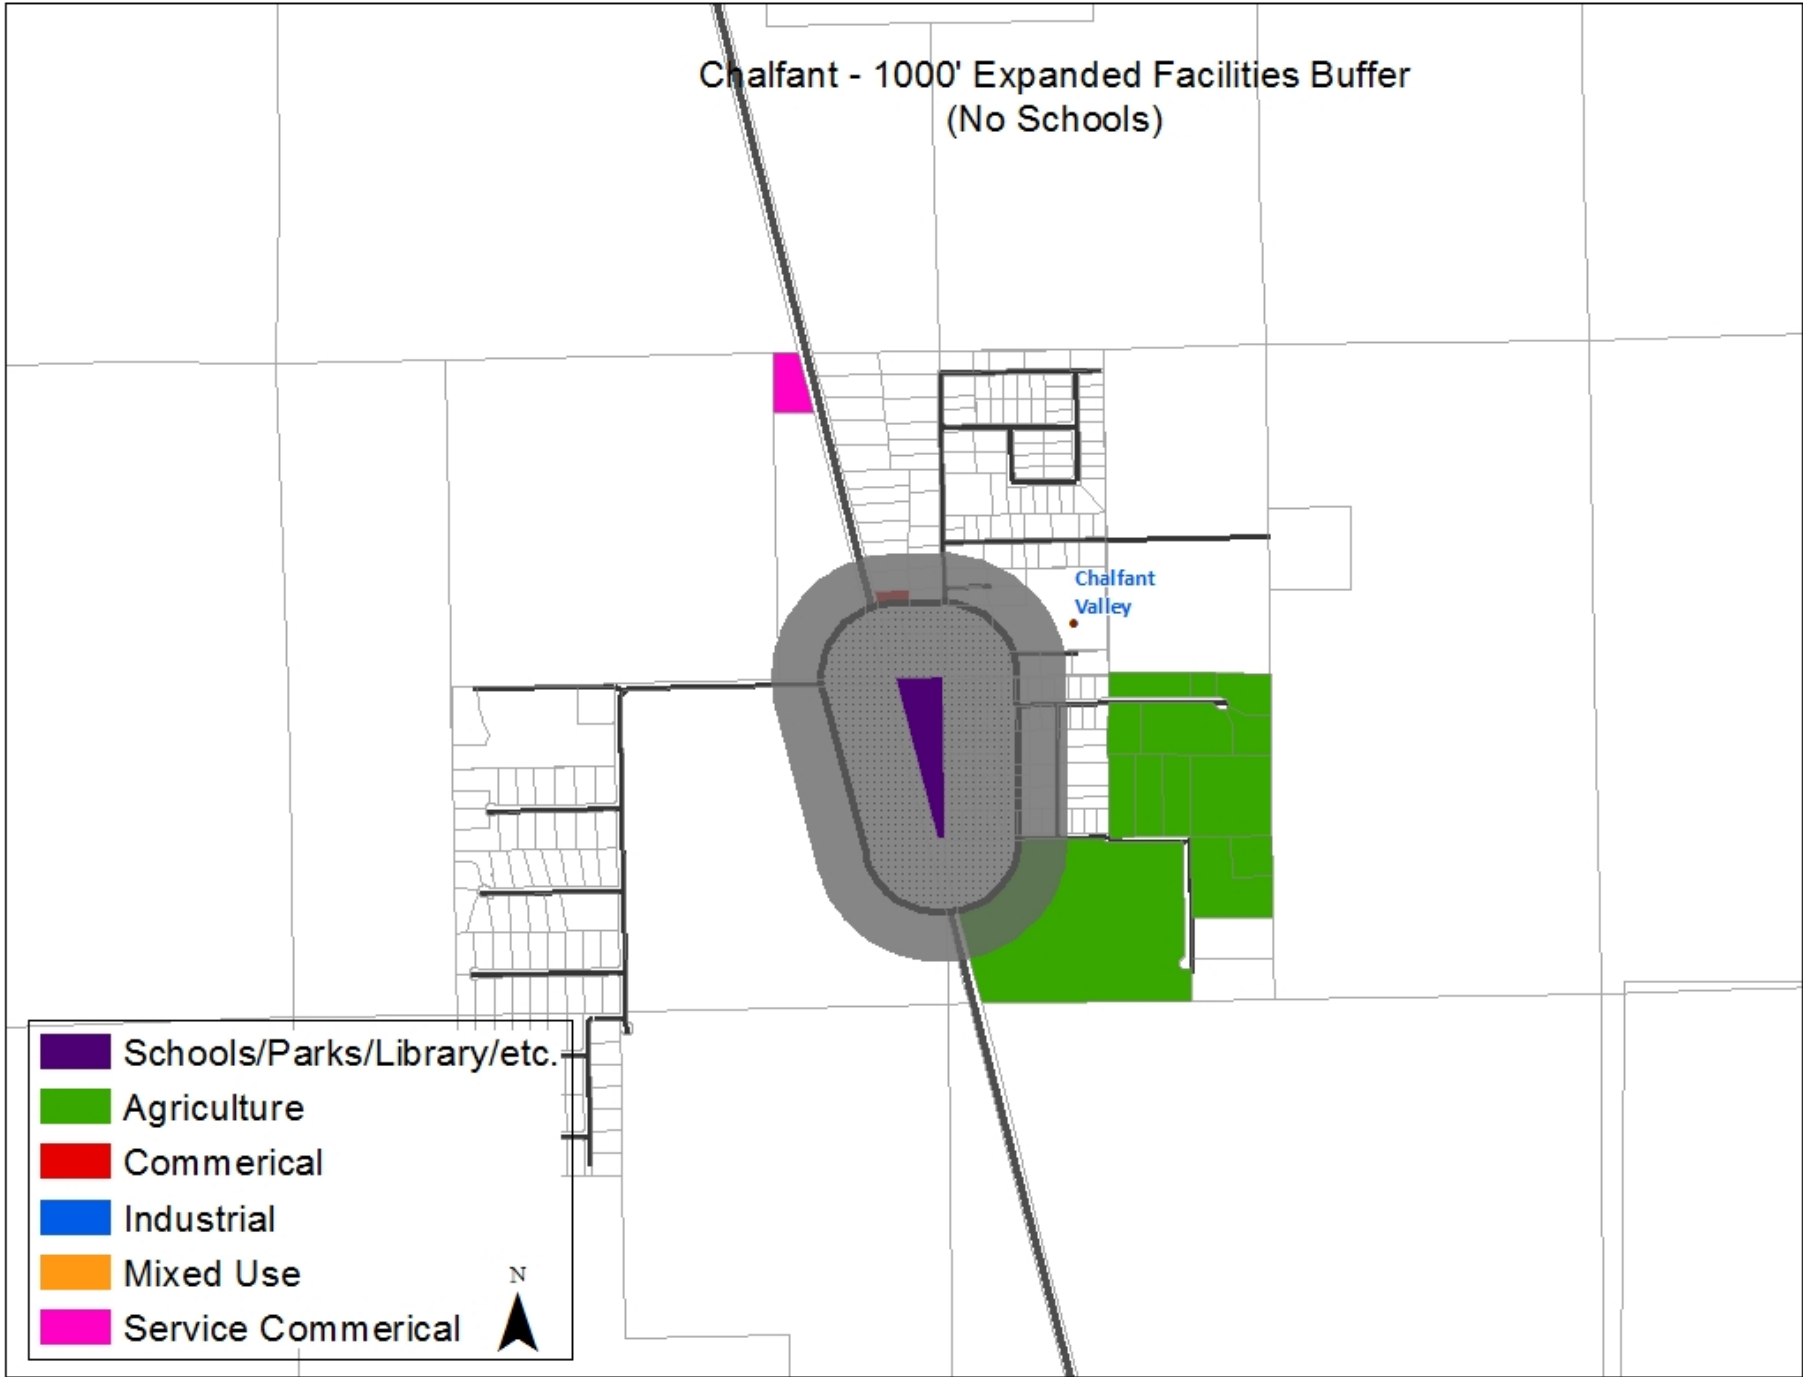 Chalfant - 1000' Expanded Facilities Buffer
(No Schools)
Chalfant
Valley
Schools/Parks/Library/etc.
Agriculture
Commerical
Industrial
Mixed Use
Service Commerical
N